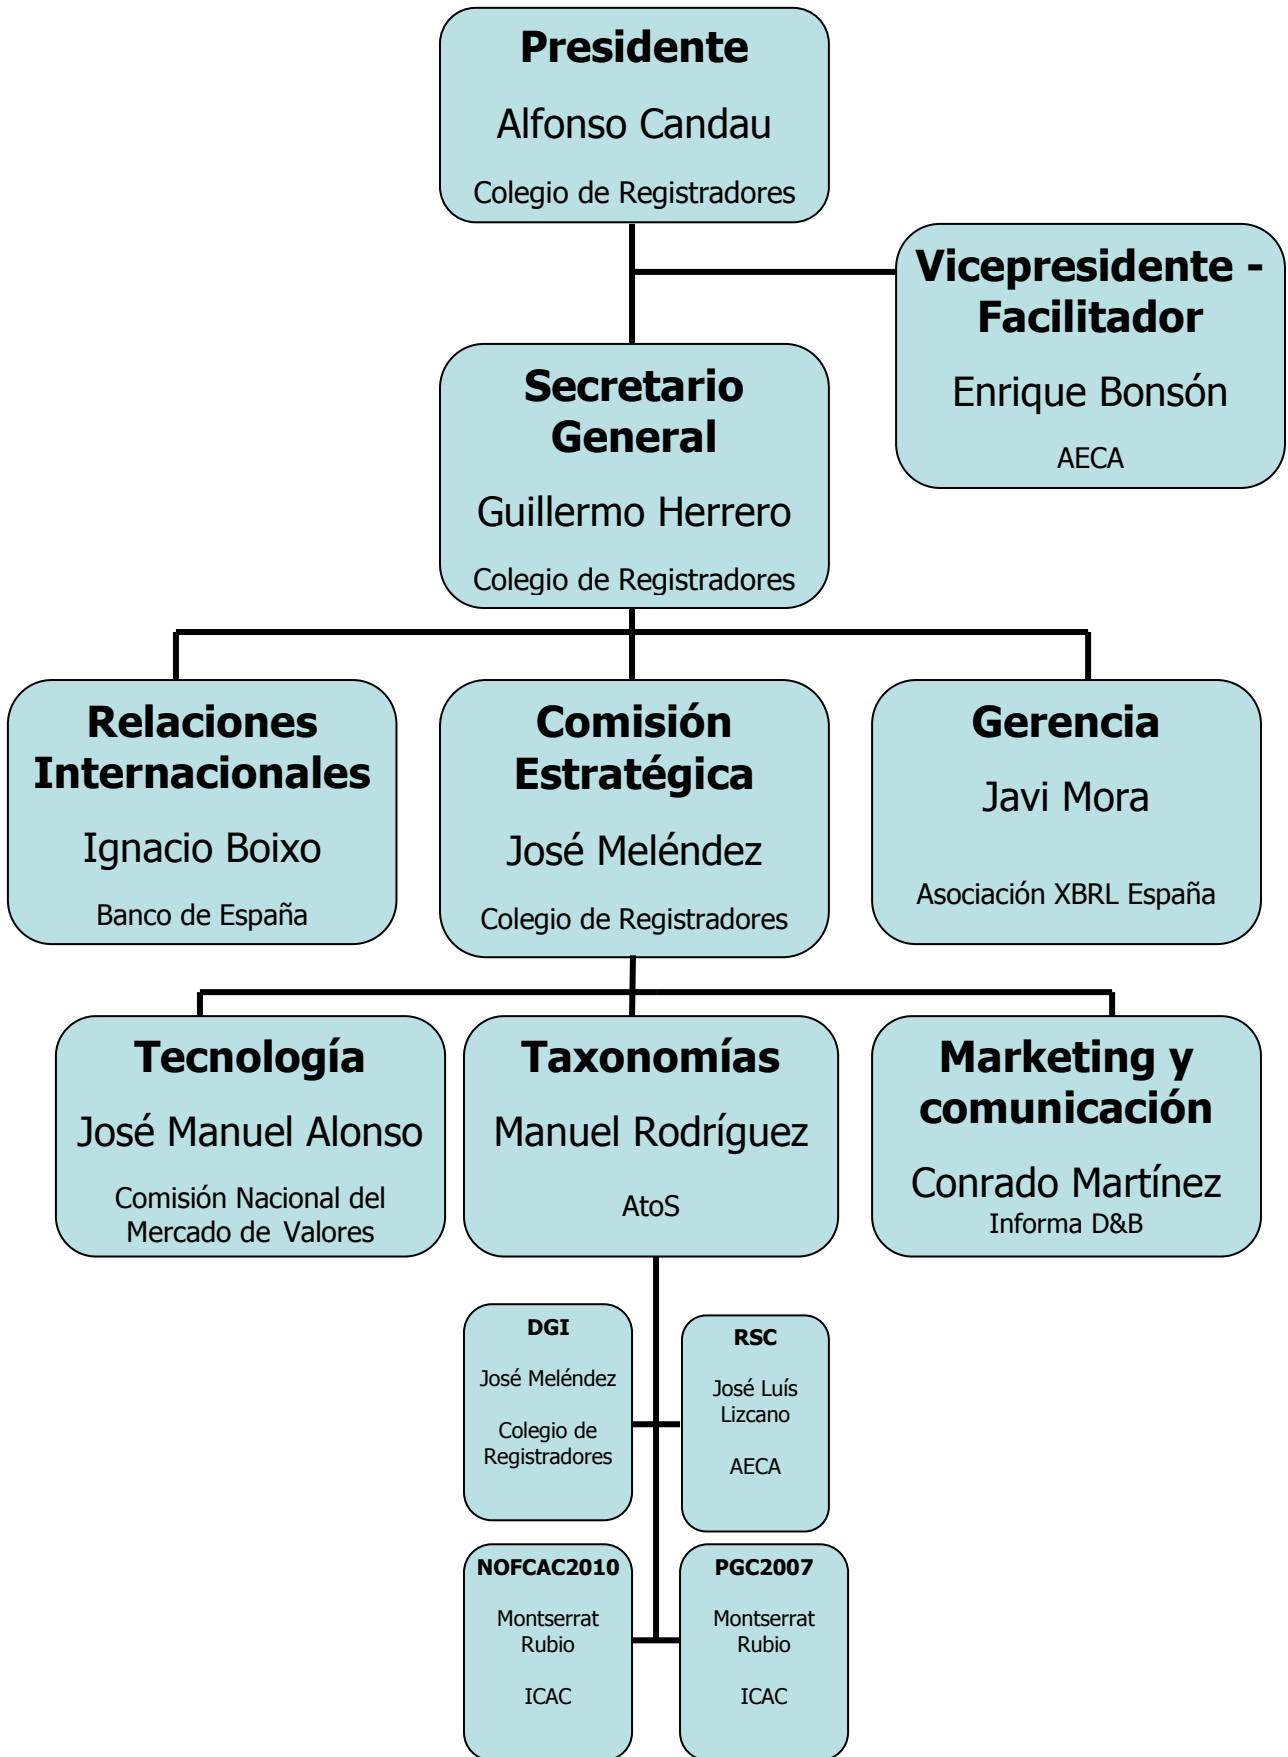 Presidente
Alfonso Candau
Colegio de Registradores
Vicepresidente -
Facilitador
Enrique Bonsón
AECA
Secretario
General
Guillermo Herrero
Colegio de Registradores
Relaciones
Internacionales
Ignacio Boixo
Banco de España
Comisión
Estratégica
José Meléndez
Colegio de Registradores
Gerencia
Javi Mora
Asociación XBRL España
Tecnología
José Manuel Alonso
Comisión Nacional del
Mercado de Valores
Taxonomías
Manuel Rodríguez
AtoS
Marketing y
comunicación
Conrado Martínez
Informa D&B
DGI
José Meléndez
Colegio de
Registradores
RSC
José Luís
Lizcano
AECA
NOFCAC2010
Montserrat
Rubio
ICAC
PGC2007
Montserrat
Rubio
ICAC